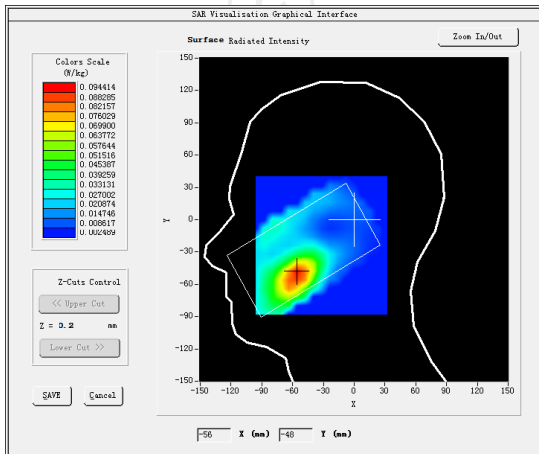 SAR Visualisation Graphical Interface
Surface Radiated Intensity
Zoom In/Out
Colors Scale
(W/kg)
0.094414
0.088285
0.082157
0.076029
0.069900
0.063772
0.057644
0.051516
0.045387
0.039259
0.033131
0.027002
0.020874
0.014746
0.008617
0.002489
Z-Cuts Control
<< Upper Cut
Z = 0.2 mm
Lower Cut >>
SAVE
Cancel
150
120
90
60
30
0
-30
-60
-90
-120
-150
Y
-150 -120 -90 -60 -30 0 30 60 90 120 150
X
-56 X (mm) -48 Y (mm)